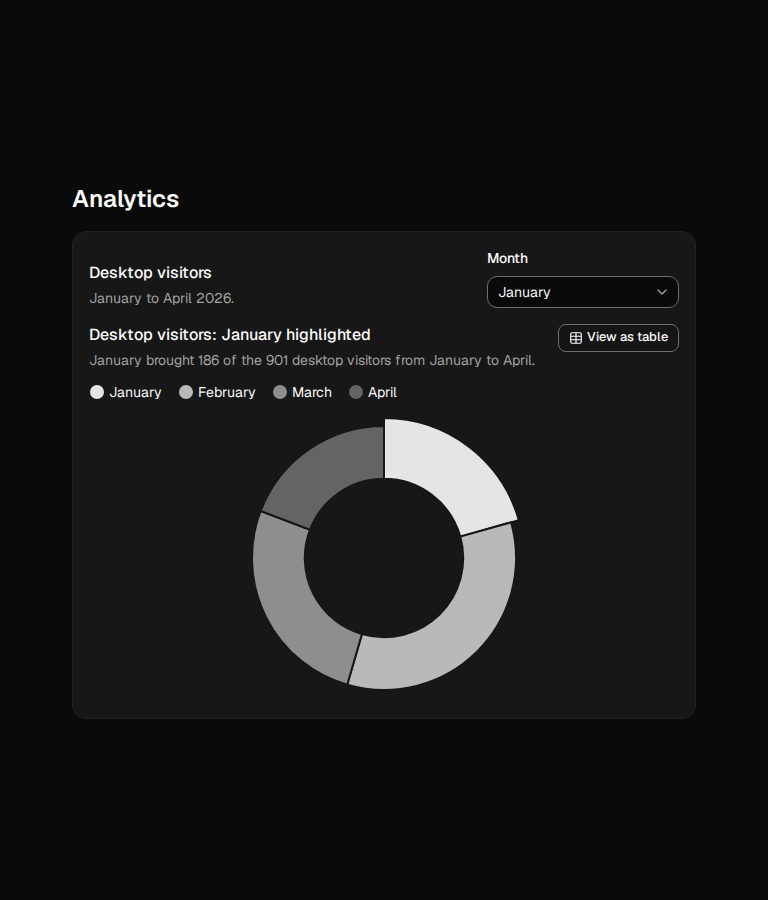 Analytics
Desktop visitors
January to April 2026.
Month
January
Desktop visitors: January highlighted
January brought 186 of the 901 desktop visitors from January to April.
View as table
January February March April